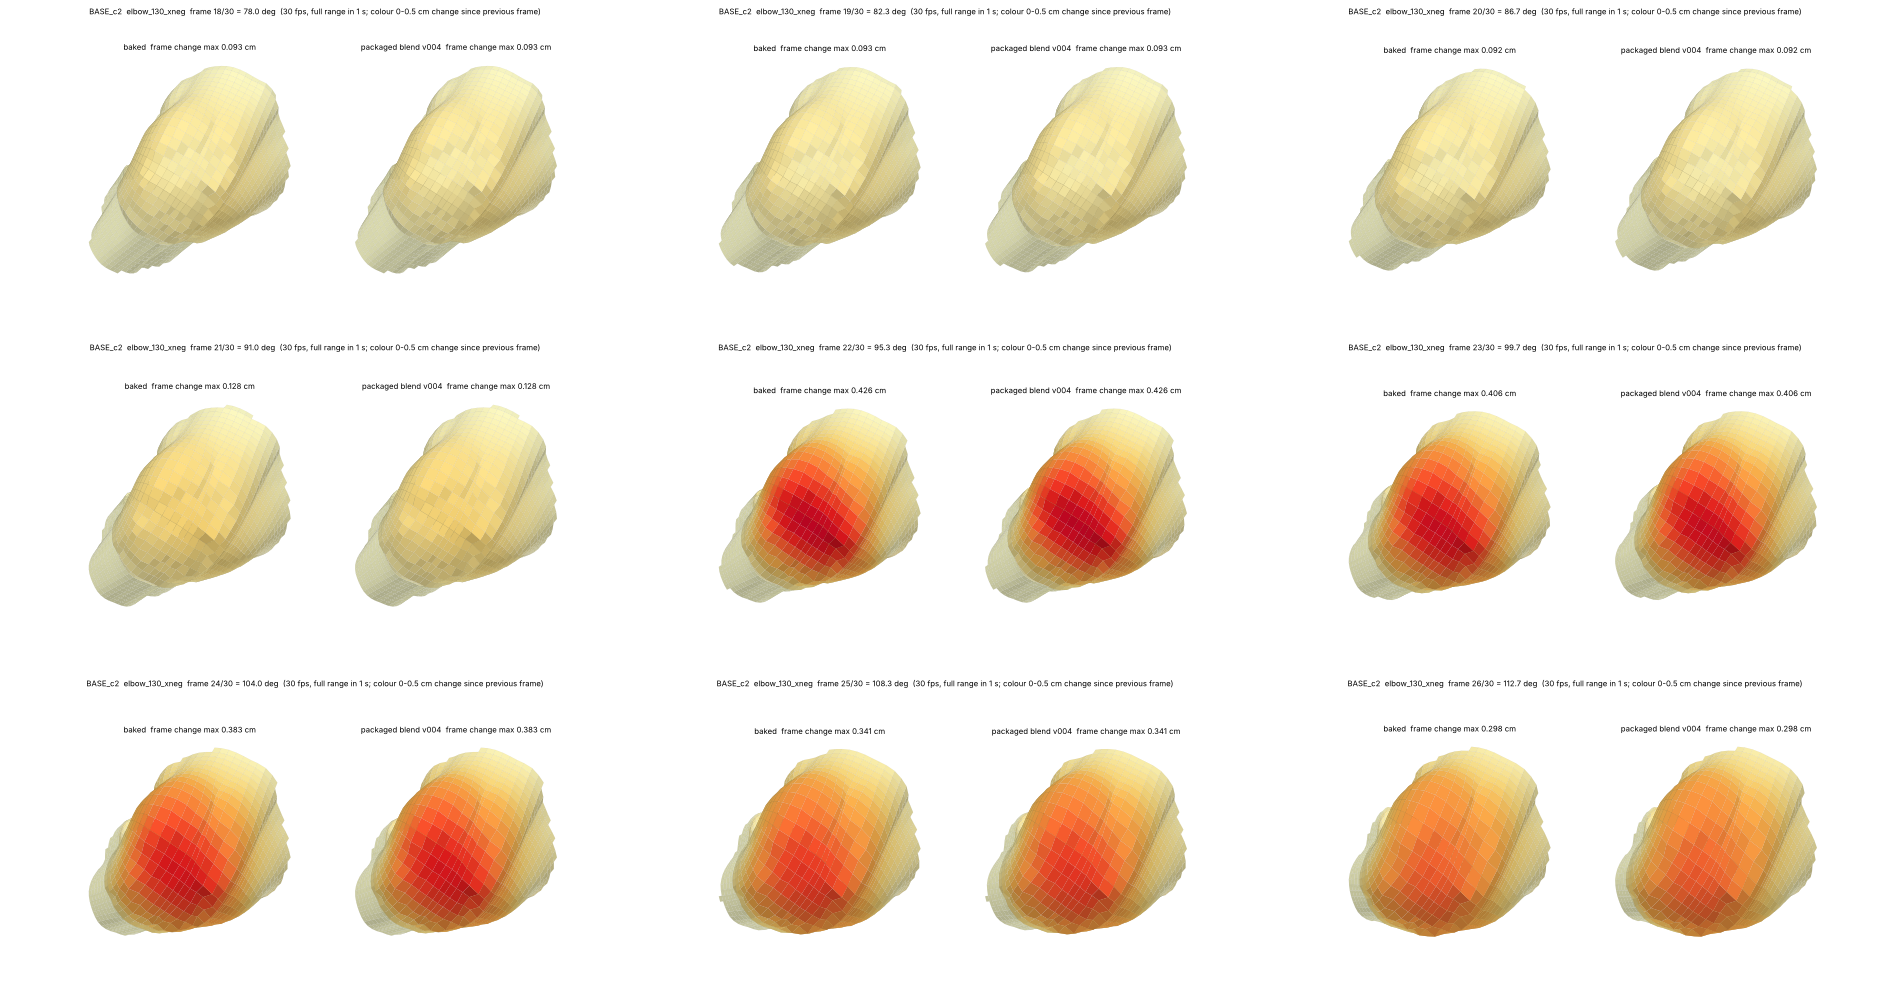 BASE_c2 elbow_130_xneg frame 18/30 = 78.0 deg (30 fps, full range in 1 s; colour 0-0.5 cm change since previous frame)
baked frame change max 0.093 cm
packaged blend v004 frame change max 0.093 cm
BASE_c2 elbow_130_xneg frame 19/30 = 82.3 deg (30 fps, full range in 1 s; colour 0-0.5 cm change since previous frame)
baked frame change max 0.093 cm
packaged blend v004 frame change max 0.093 cm
BASE_c2 elbow_130_xneg frame 20/30 = 86.7 deg (30 fps, full range in 1 s; colour 0-0.5 cm change since previous frame)
baked frame change max 0.092 cm
packaged blend v004 frame change max 0.092 cm
BASE_c2 elbow_130_xneg frame 21/30 = 91.0 deg (30 fps, full range in 1 s; colour 0-0.5 cm change since previous frame)
baked frame change max 0.128 cm
packaged blend v004 frame change max 0.128 cm
BASE_c2 elbow_130_xneg frame 22/30 = 95.3 deg (30 fps, full range in 1 s; colour 0-0.5 cm change since previous frame)
baked frame change max 0.426 cm
packaged blend v004 frame change max 0.426 cm
BASE_c2 elbow_130_xneg frame 23/30 = 99.7 deg (30 fps, full range in 1 s; colour 0-0.5 cm change since previous frame)
baked frame change max 0.406 cm
packaged blend v004 frame change max 0.406 cm
BASE_c2 elbow_130_xneg frame 24/30 = 104.0 deg (30 fps, full range in 1 s; colour 0-0.5 cm change since previous frame)
baked frame change max 0.383 cm
packaged blend v004 frame change max 0.383 cm
BASE_c2 elbow_130_xneg frame 25/30 = 108.3 deg (30 fps, full range in 1 s; colour 0-0.5 cm change since previous frame)
baked frame change max 0.341 cm
packaged blend v004 frame change max 0.341 cm
BASE_c2 elbow_130_xneg frame 26/30 = 112.7 deg (30 fps, full range in 1 s; colour 0-0.5 cm change since previous frame)
baked frame change max 0.298 cm
packaged blend v004 frame change max 0.298 cm